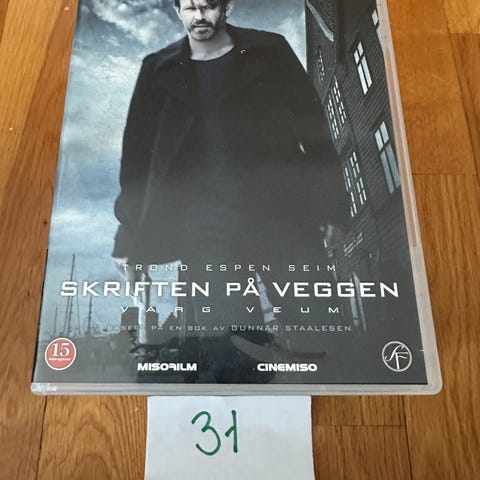 TROND ESPEN SEIM
SKRIFTEN PÅ VEGGEN
VARG VEUM
BASERT PÅ EN BOK AV GUNNAR STAALESEN
15
MISOFILM
CINEMISO
SF
31